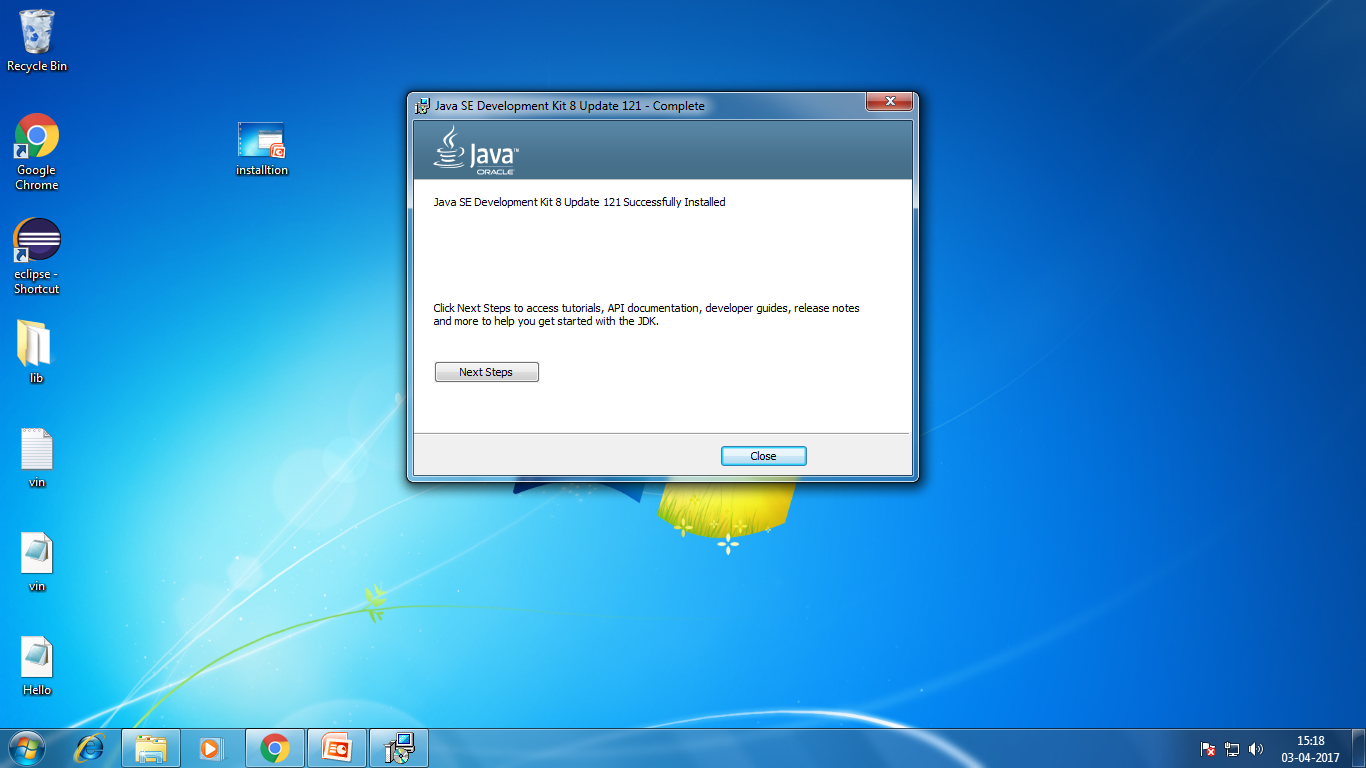 Recycle Bin
Google
Chrome
installtion
eclipse -
Shortcut
lib
vin
vin
Hello
Java SE Development Kit 8 Update 121 - Complete
Java™
ORACLE
Java SE Development Kit 8 Update 121 Successfully Installed
Click Next Steps to access tutorials, API documentation, developer guides, release notes
and more to help you get started with the JDK.
Next Steps
Close
15:18
03-04-2017